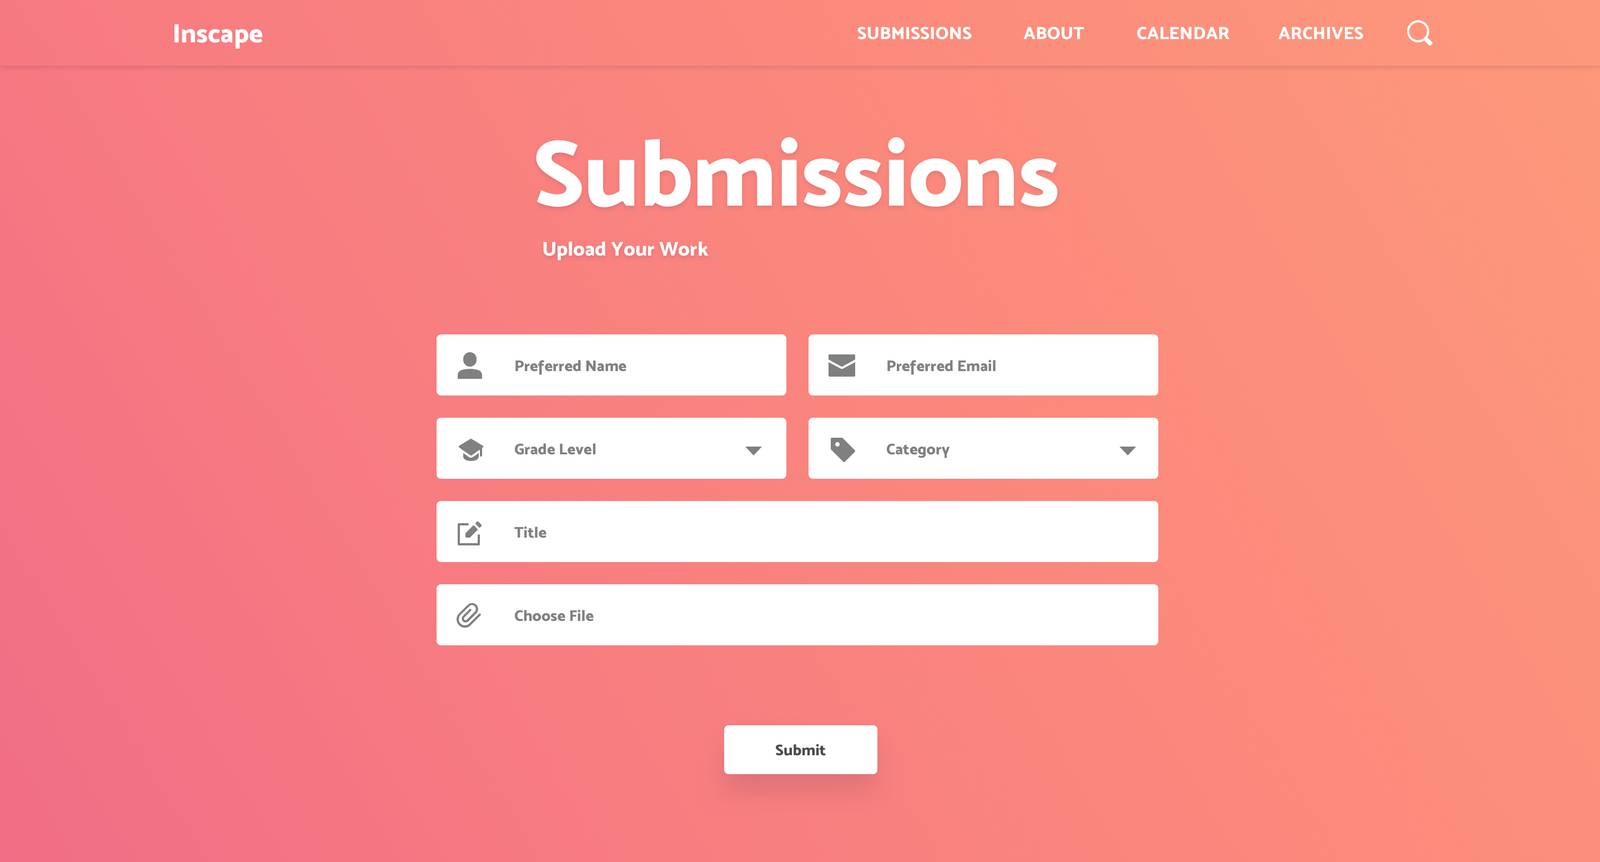 Inscape
SUBMISSIONS ABOUT CALENDAR ARCHIVES
Submissions
Upload Your Work
Preferred Name
Preferred Email
Grade Level
Category
Title
Choose File
Submit